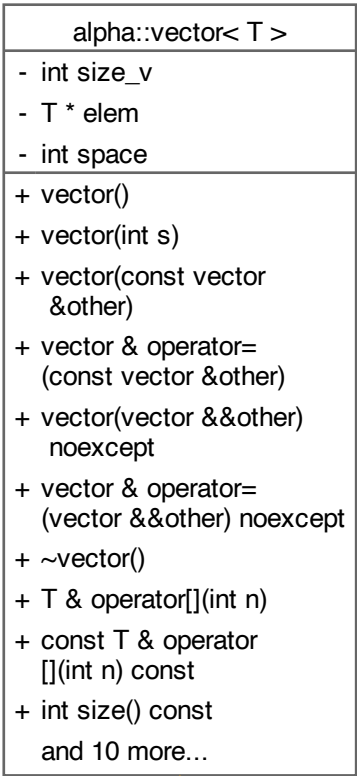 alpha::vector< T >
- int size_v
- T * elem
- int space
+ vector()
+ vector(int s)
+ vector(const vector
&other)
+ vector & operator=
(const vector &other)
+ vector(vector &&other)
noexcept
+ vector & operator=
(vector &&other) noexcept
+ ~vector()
+ T & operator[](int n)
+ const T & operator
[](int n) const
+ int size() const
and 10 more...